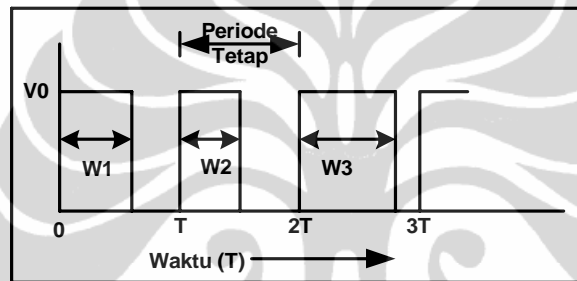 Periode
Tetap
V0
W1 W2 W3
0 T 2T 3T
Waktu (T)